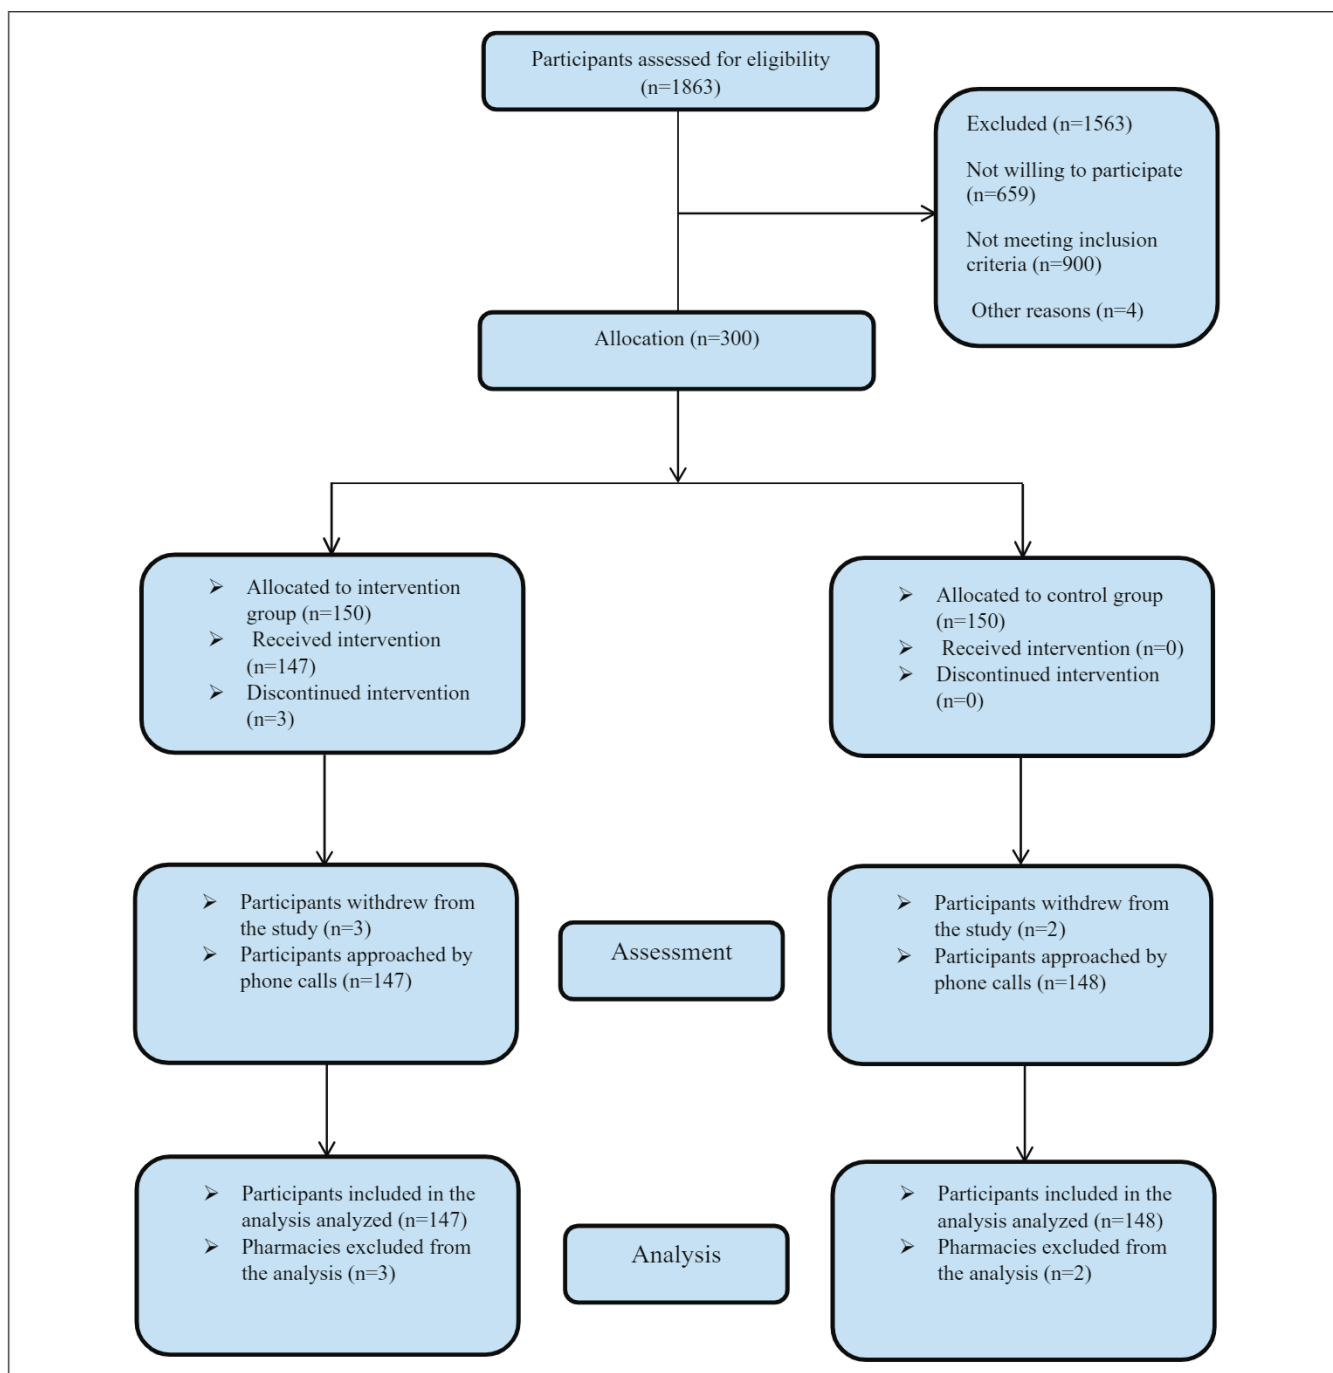 Participants assessed for eligibility
(n=1863)
Excluded (n=1563)
Not willing to participate
(n=659)
Not meeting inclusion
criteria (n=900)
Other reasons (n=4)
Allocation (n=300)
➢ Allocated to intervention
group (n=150)
➢ Received intervention
(n=147)
➢ Discontinued intervention
(n=3)
➢ Allocated to control group
(n=150)
➢ Received intervention (n=0)
➢ Discontinued intervention
(n=0)
➢ Participants withdrew from
the study (n=3)
➢ Participants approached by
phone calls (n=147)
Assessment
➢ Participants withdrew from
the study (n=2)
➢ Participants approached by
phone calls (n=148)
➢ Participants included in the
analysis analyzed (n=147)
➢ Pharmacies excluded from
the analysis (n=3)
Analysis
➢ Participants included in the
analysis analyzed (n=148)
➢ Pharmacies excluded from
the analysis (n=2)